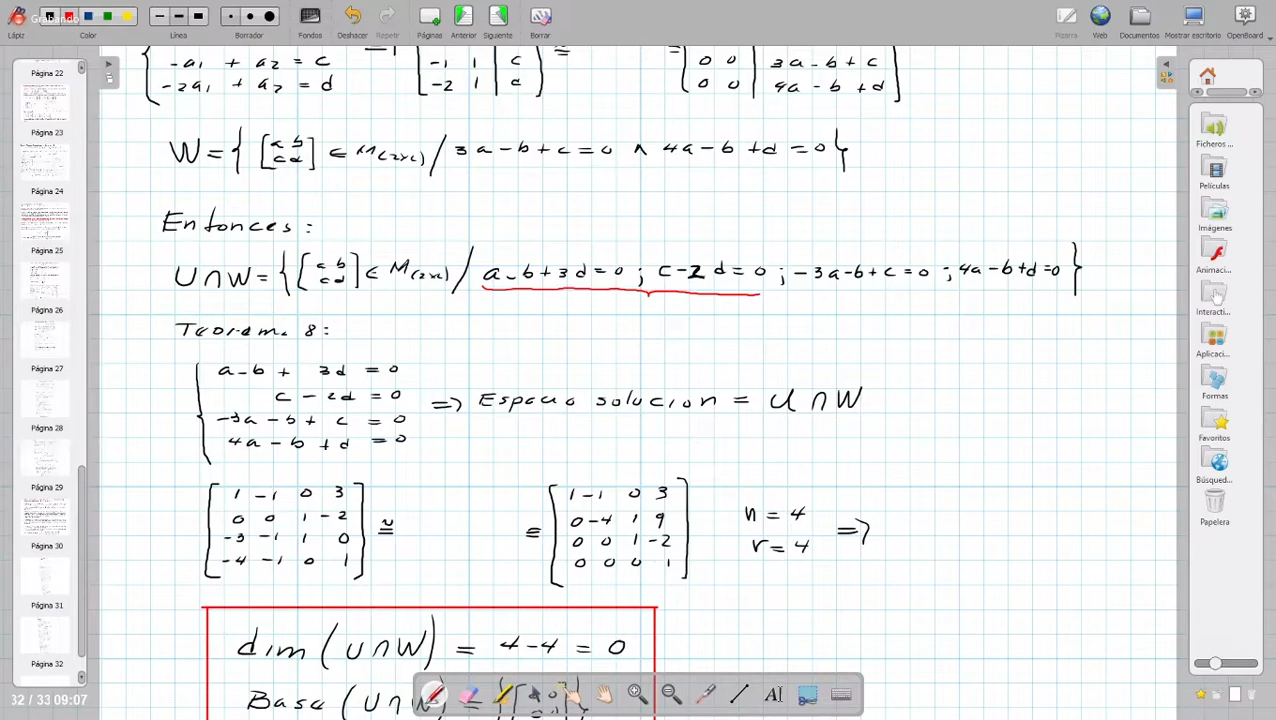 Grabando
Lápiz Color Línea Borrador Fondos Deshacer Repetir Páginas Anterior Siguiente Borrar Pizarra Web Documentos Mostrar escritorio OpenBoard
-a₁ + a₂ = c
-2a₁ + a₂ = d
-1 1 | c
-2 1 | d
≅
=
0 0 | 3a - b + c
0 0 | 4a - b + d
W = { [a b
c d] ∈ M(2x2) / 3a - b + c = 0 ∧ 4a - b + d = 0 }
Entonces:
U∩W = { [a b
c d] ∈ M(2x2) / a - b + 3d = 0 ; c - 2d = 0 ; -3a - b + c = 0 ; 4a - b + d = 0 }
Teorema 8:
a - b + 3d = 0
c - 2d = 0
-3a - b + c = 0
4a - b + d = 0
=> Espacio solucion = U∩W
1 -1 0 3
0 0 1 -2
-3 -1 1 0
-4 -1 0 1
≅
=
1 -1 0 3
0 -4 1 9
0 0 1 -2
0 0 0 1
n = 4
r = 4 =>
dim (U∩W) = 4-4 = 0
Base (U∩W) =
Página 22
Página 23
Página 24
Página 25
Página 26
Página 27
Página 28
Página 29
Página 30
Página 31
Página 32
32 / 33 09:07
Ficheros ...
Películas
Imágenes
Animaci...
Interacti...
Aplicaci...
Formas
Favoritos
Búsqued...
Papelera